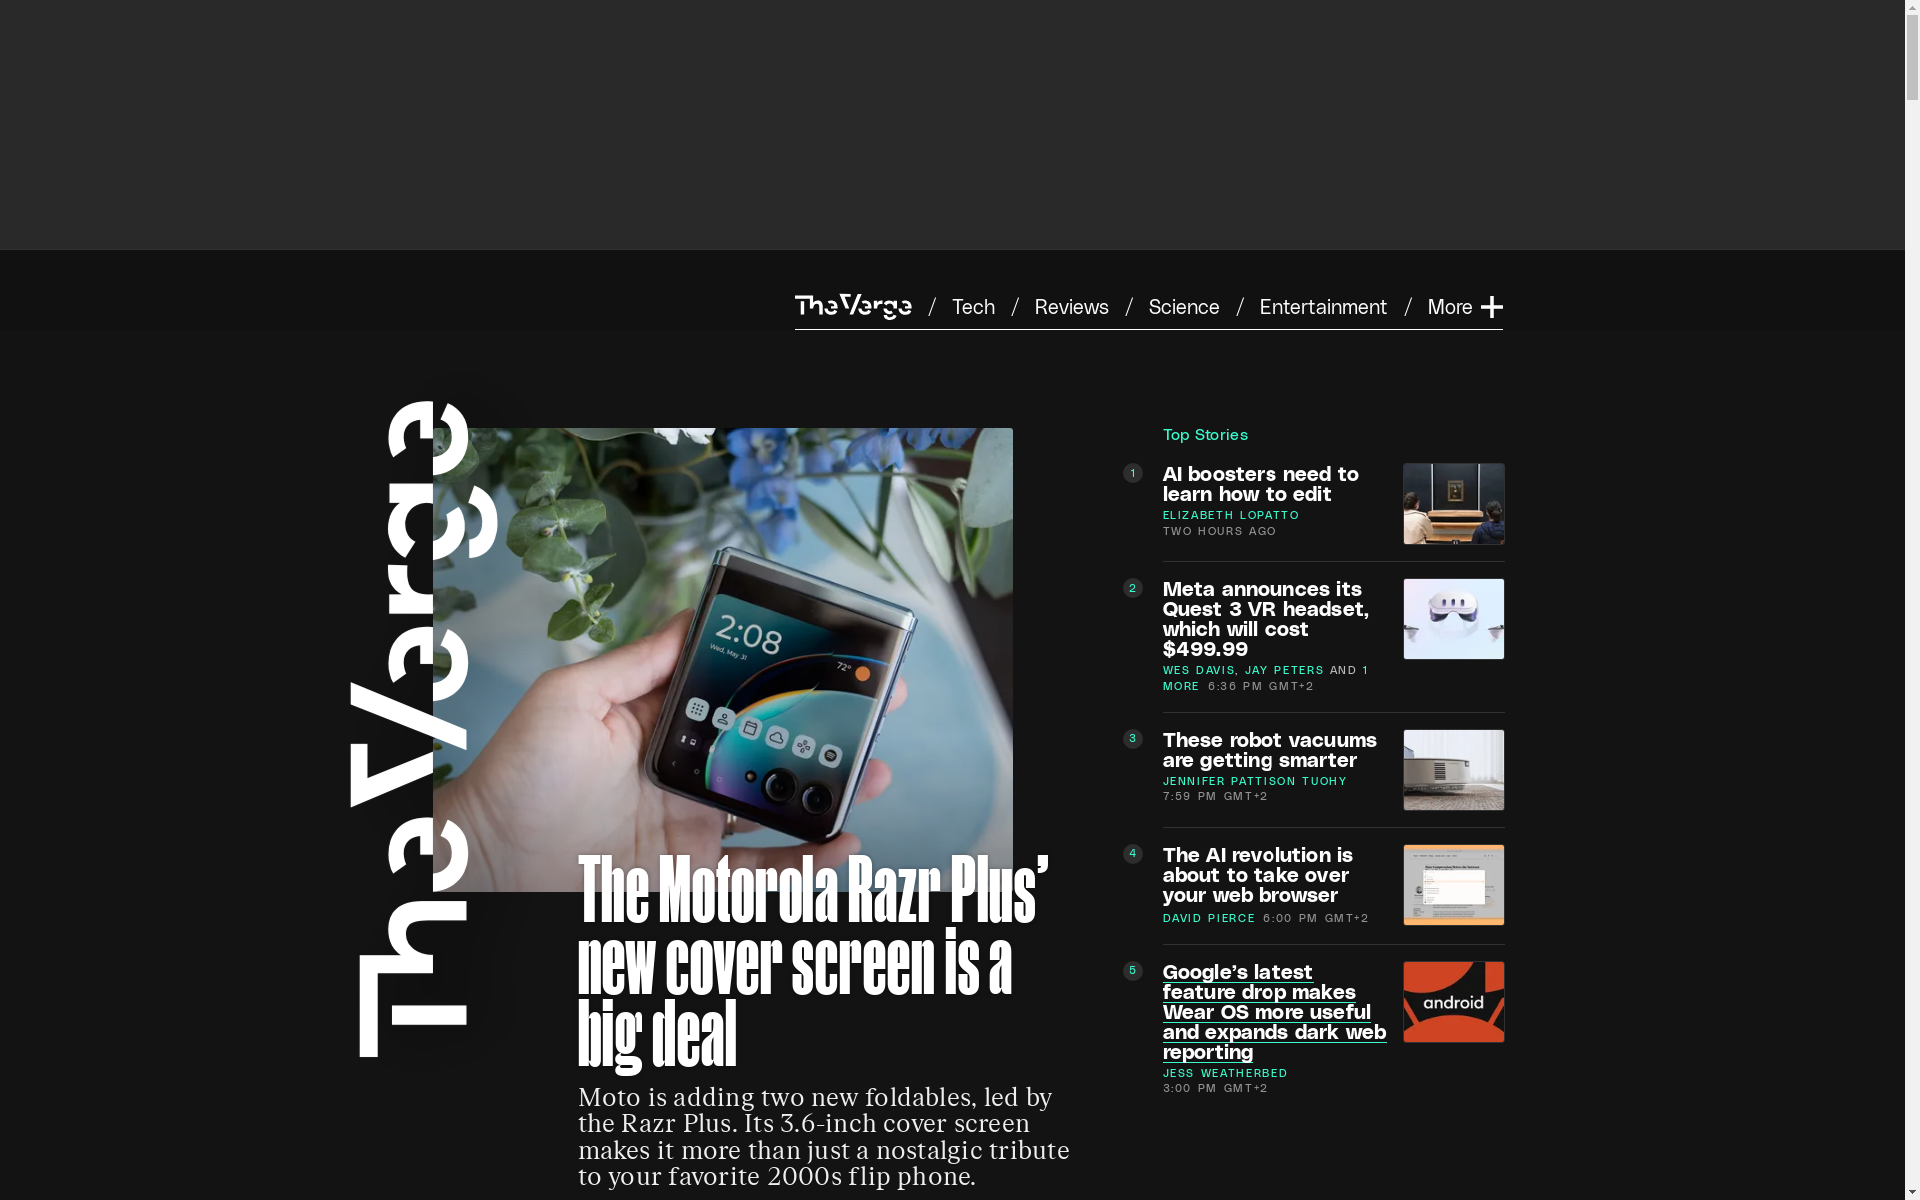 The Verge / Tech / Reviews / Science / Entertainment / More
The Verge
2:08
Wed, May 31
72°
The Motorola Razr Plus’
new cover screen is a
big deal
Moto is adding two new foldables, led by
the Razr Plus. Its 3.6-inch cover screen
makes it more than just a nostalgic tribute
to your favorite 2000s flip phone.
Top Stories
1
AI boosters need to
learn how to edit
ELIZABETH LOPATTO
TWO HOURS AGO
2
Meta announces its
Quest 3 VR headset,
which will cost
$499.99
WES DAVIS, JAY PETERS AND 1
MORE 6:36 PM GMT+2
3
These robot vacuums
are getting smarter
JENNIFER PATTISON TUOHY
7:59 PM GMT+2
4
The AI revolution is
about to take over
your web browser
DAVID PIERCE 6:00 PM GMT+2
5
Google’s latest
feature drop makes
Wear OS more useful
and expands dark web
reporting
JESS WEATHERBED
3:00 PM GMT+2
android